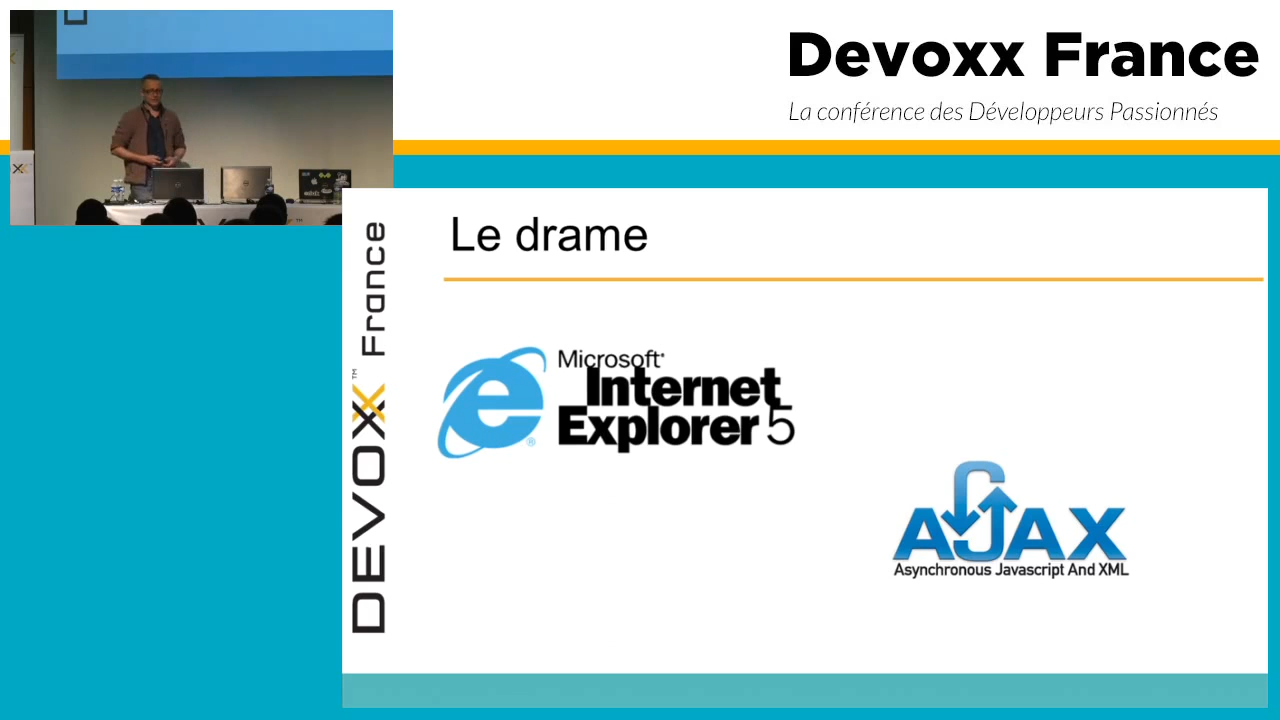 Devoxx France
La conférence des Développeurs Passionnés
Le drame
DEVOXX™ France
Microsoft®
Internet
Explorer 5
®
AJAX
Asynchronous Javascript And XML